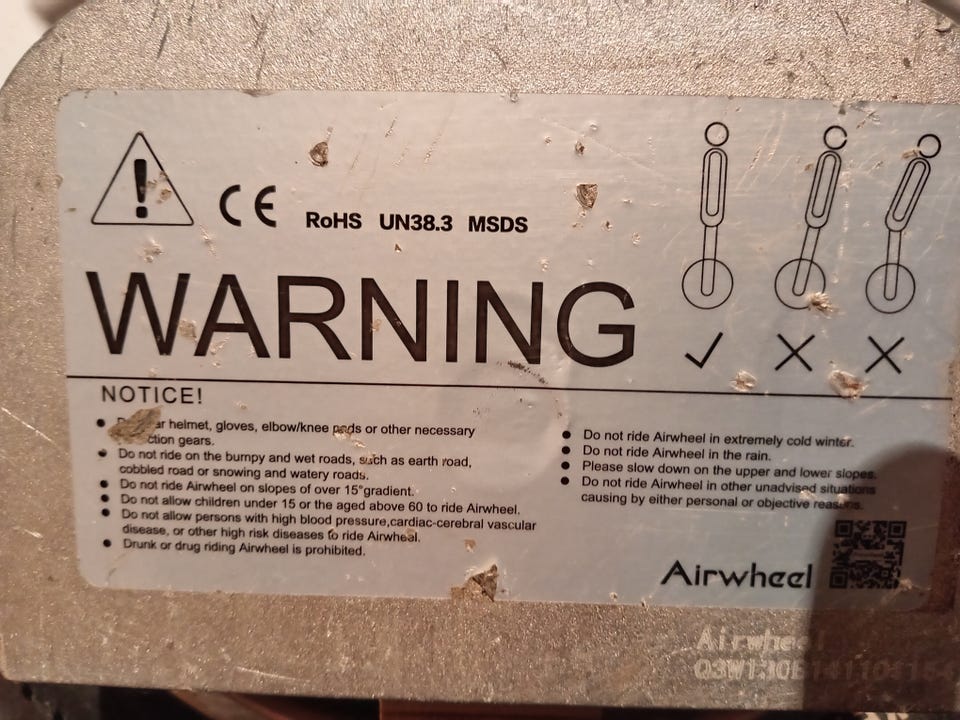 CE RoHS UN38.3 MSDS
WARNING
NOTICE!
helmet, gloves, elbow/knee pads or other necessary
gears.
Do not ride on the bumpy and wet roads, such as earth road,
cobbled road or snowing and watery roads.
Do not ride Airwheel on slopes of over 15°gradient.
Do not allow children under 15 or the aged above 60 to ride Airwheel.
Do not allow persons with high blood pressure,cardiac-cerebral vascular
disease, or other high risk diseases to ride Airwheel.
Drunk or drug riding Airwheel is prohibited.
Do not ride Airwheel in extremely cold winter.
Do not ride Airwheel in the rain.
Please slow down on the upper and lower slopes.
Do not ride Airwheel in other unadvised situations
causing by either personal or objective reasons.
Airwheel
Airwheel